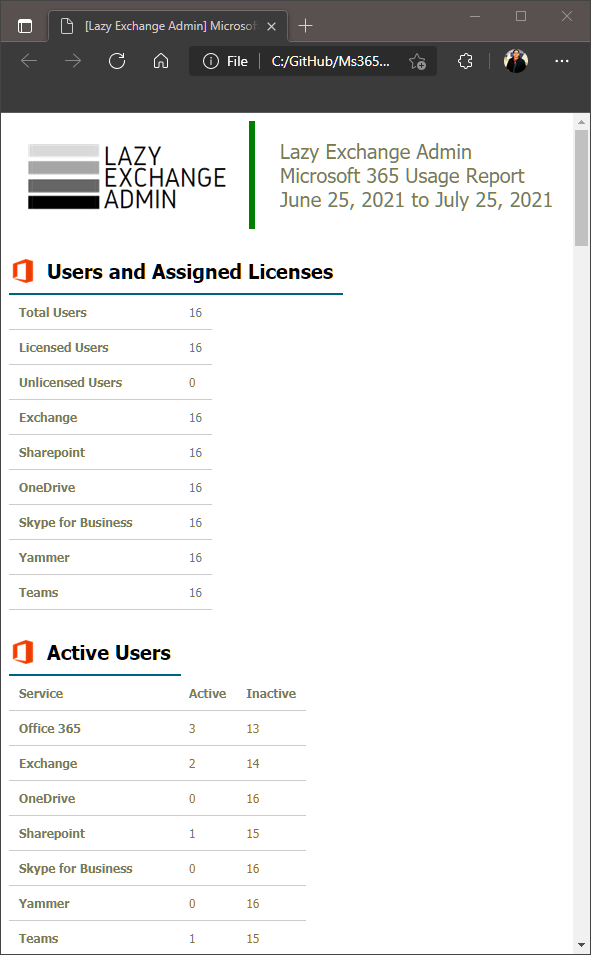 [Lazy Exchange Admin] Microsof
File
C:/GitHub/Ms365...
LAZY
EXCHANGE
ADMIN
Lazy Exchange Admin
Microsoft 365 Usage Report
June 25, 2021 to July 25, 2021
Users and Assigned Licenses
Total Users 16
Licensed Users 16
Unlicensed Users 0
Exchange 16
Sharepoint 16
OneDrive 16
Skype for Business 16
Yammer 16
Teams 16
Active Users
Service Active Inactive
Office 365 3 13
Exchange 2 14
OneDrive 0 16
Sharepoint 1 15
Skype for Business 0 16
Yammer 0 16
Teams 1 15